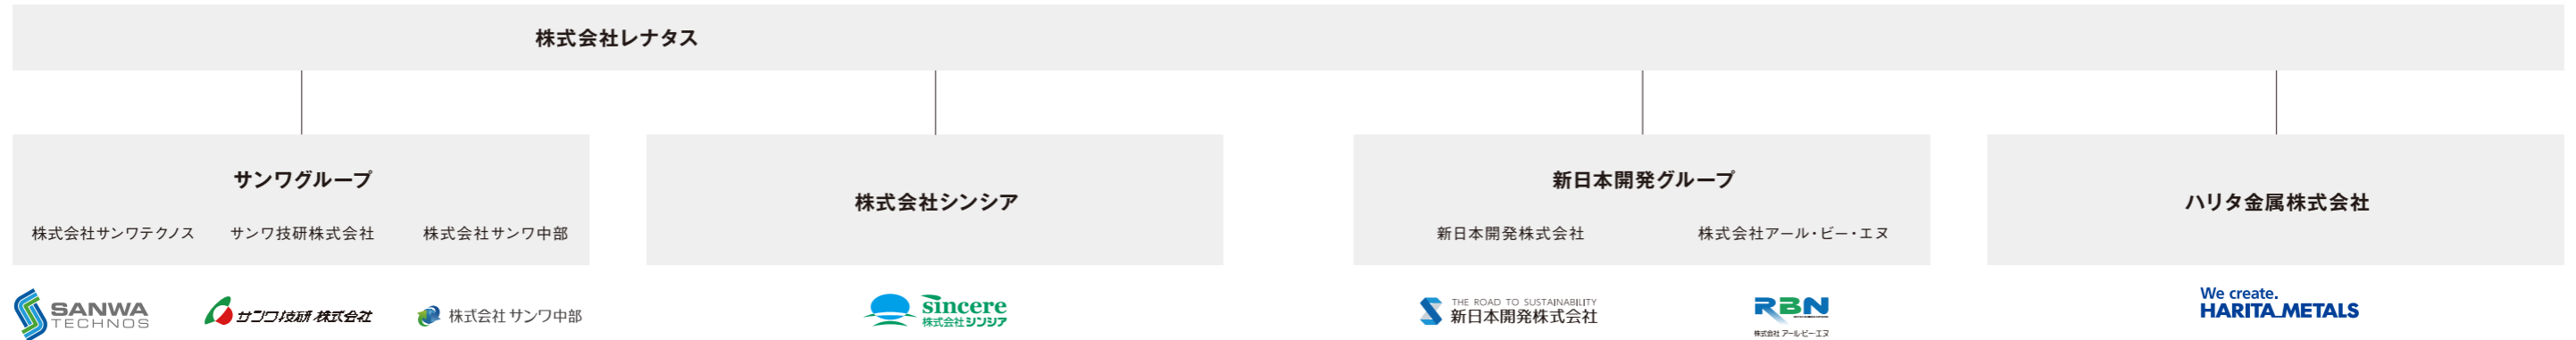 株式会社レナタス
サンワグループ
株式会社サンワテクノス サンワ技研株式会社 株式会社サンワ中部
株式会社シンシア
新日本開発グループ
新日本開発株式会社 株式会社アール・ビー・エヌ
ハリタ金属株式会社
SANWA
TECHNOS
サンワ技研 株式会社
株式会社 サンワ中部
sincere
株式会社 シンシア
THE ROAD TO SUSTAINABILITY
新日本開発株式会社
RBN
株式会社 アール・ビー・エヌ
We create.
HARITA METALS